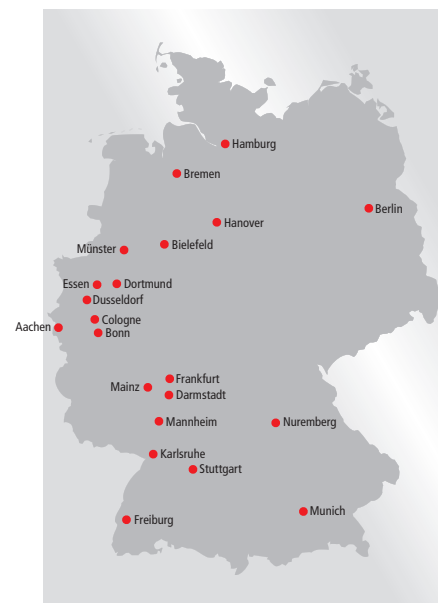 Hamburg
Bremen
Berlin
Hanover
Bielefeld
Münster
Essen
Dortmund
Dusseldorf
Cologne
Aachen
Bonn
Frankfurt
Mainz
Darmstadt
Mannheim
Nuremberg
Karlsruhe
Stuttgart
Munich
Freiburg